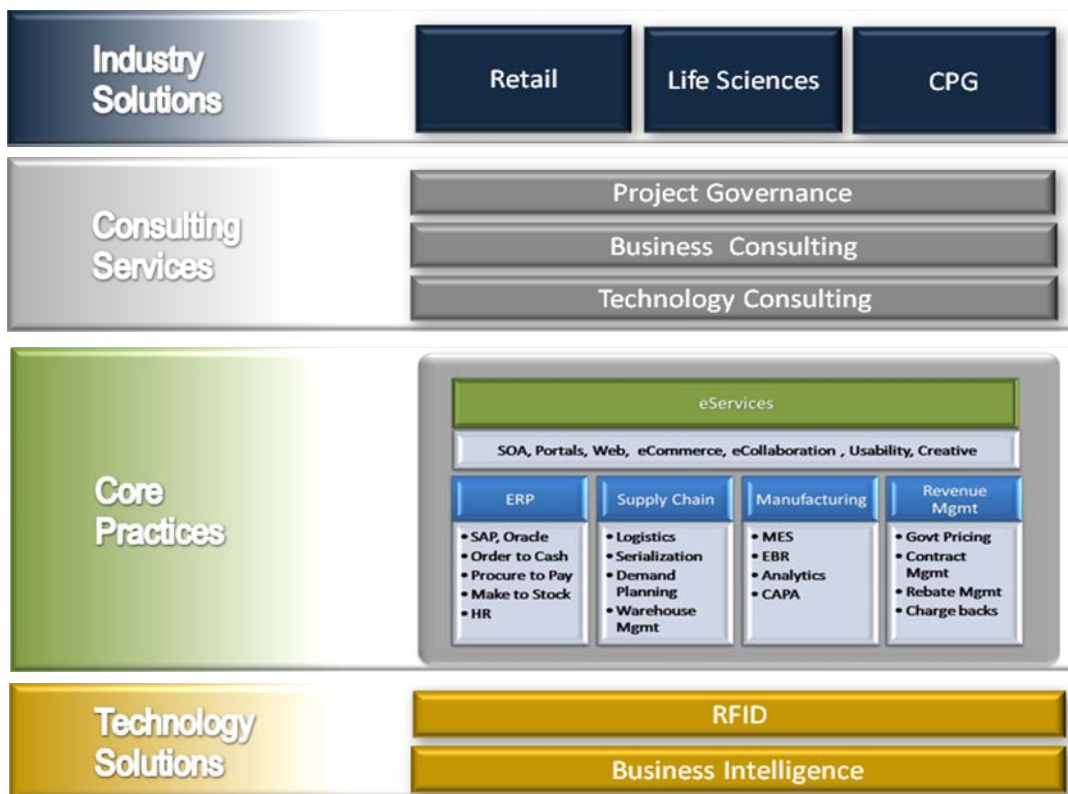 Industry
Solutions
Retail
Life Sciences
CPG
Consulting
Services
Project Governance
Business Consulting
Technology Consulting
Core
Practices
eServices
SOA, Portals, Web, eCommerce, eCollaboration , Usability, Creative
ERP
• SAP, Oracle
• Order to Cash
• Procure to Pay
• Make to Stock
• HR
Supply Chain
• Logistics
• Serialization
• Demand
Planning
• Warehouse
Mgmt
Manufacturing
• MES
• EBR
• Analytics
• CAPA
Revenue
Mgmt
• Govt Pricing
• Contract
Mgmt
• Rebate Mgmt
• Charge backs
Technology
Solutions
RFID
Business Intelligence